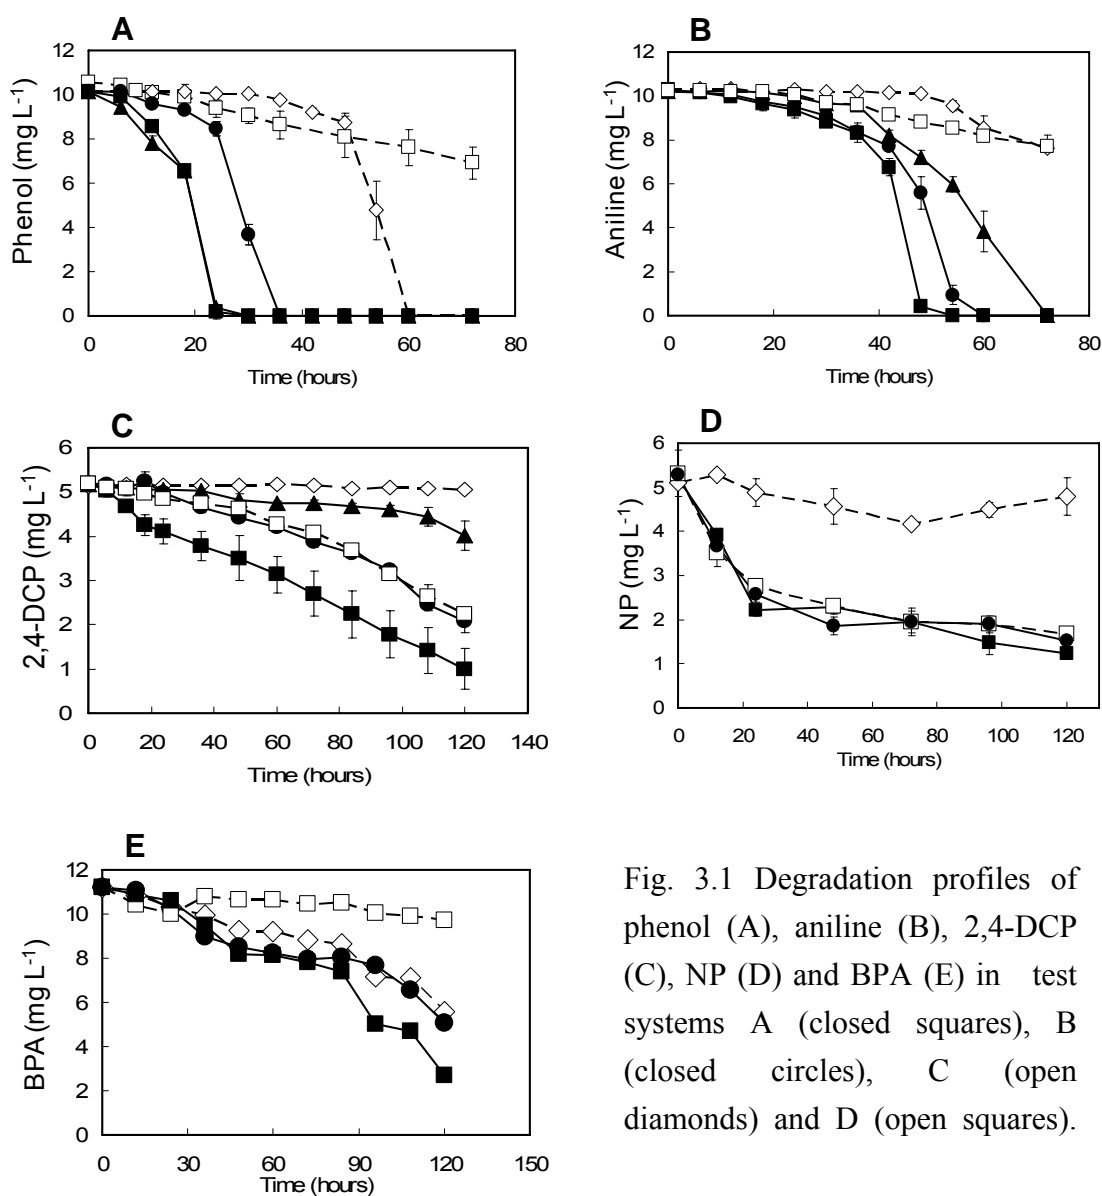 A
12
10
8
6
4
2
0
Phenol (mg L-1)
0 20 40 60 80
Time (hours)
B
12
10
8
6
4
2
0
Aniline (mg L-1)
0 20 40 60 80
Time (hours)
C
6
5
4
3
2
1
0
2,4-DCP (mg L-1)
0 20 40 60 80 100 120 140
Time (hours)
D
6
5
4
3
2
1
0
NP (mg L-1)
0 20 40 60 80 100 120
Time (hours)
E
12
10
8
6
4
2
0
BPA (mg L-1)
0 30 60 90 120 150
Time (hours)
Fig. 3.1 Degradation profiles of
phenol (A), aniline (B), 2,4-DCP
(C), NP (D) and BPA (E) in test
systems A (closed squares), B
(closed circles), C (open
diamonds) and D (open squares).